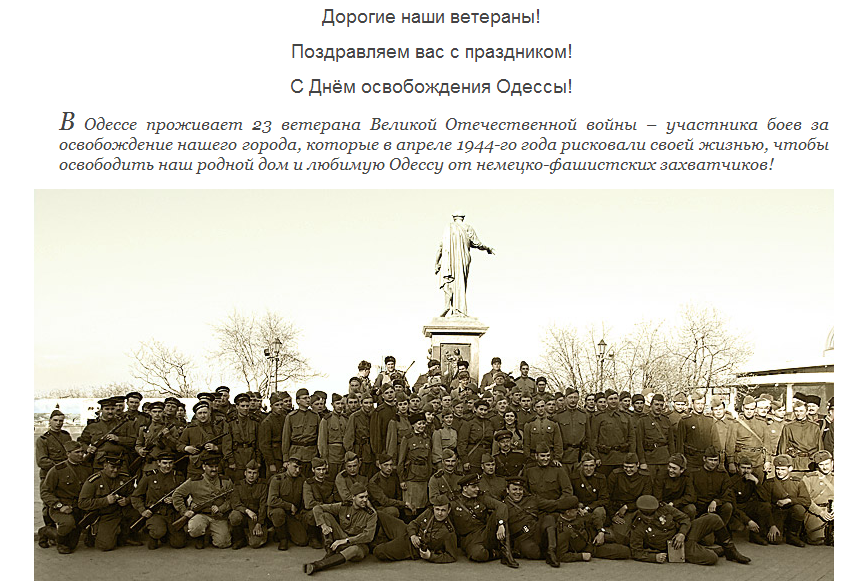 Дорогие наши ветераны!
Поздравляем вас с праздником!
С Днём освобождения Одессы!
В Одессе проживает 23 ветерана Великой Отечественной войны – участника боев за
освобождение нашего города, которые в апреле 1944-го года рисковали своей жизнью, чтобы
освободить наш родной дом и любимую Одессу от немецко-фашистских захватчиков!